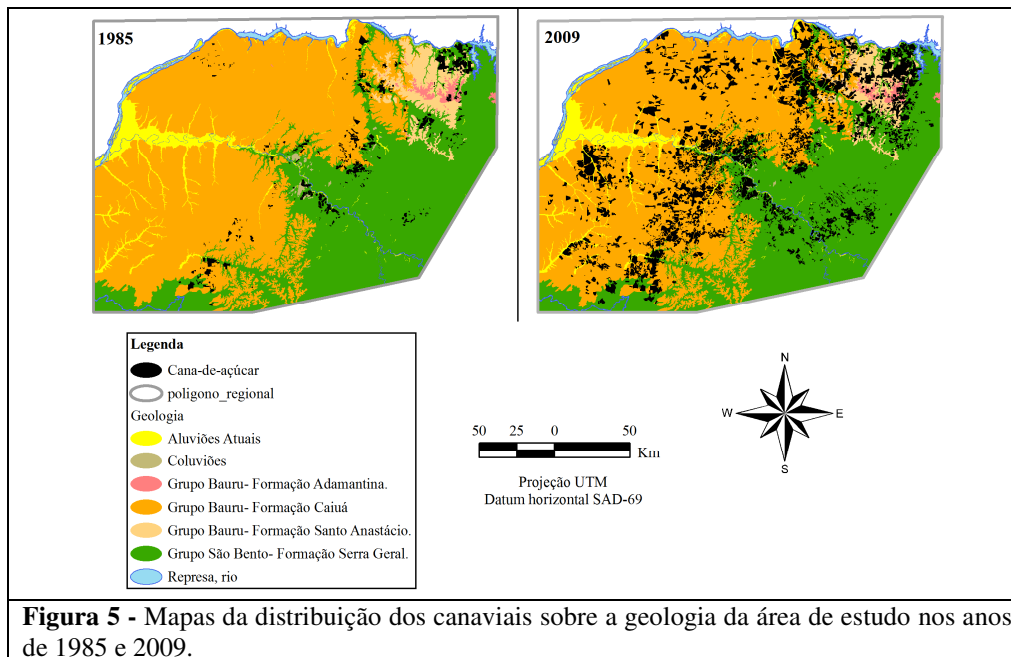 1985
2009
Legenda
Cana-de-açúcar
poligono_regional
Geologia
Aluviões Atuais
Coluviões
Grupo Bauru- Formação Adamantina.
Grupo Bauru- Formação Caiuá
Grupo Bauru- Formação Santo Anastácio.
Grupo São Bento- Formação Serra Geral.
Represa, rio
50 25 0 50
Km
Projeção UTM
Datum horizontal SAD-69
N
W E
S
Figura 5 - Mapas da distribuição dos canaviais sobre a geologia da área de estudo nos anos
de 1985 e 2009.